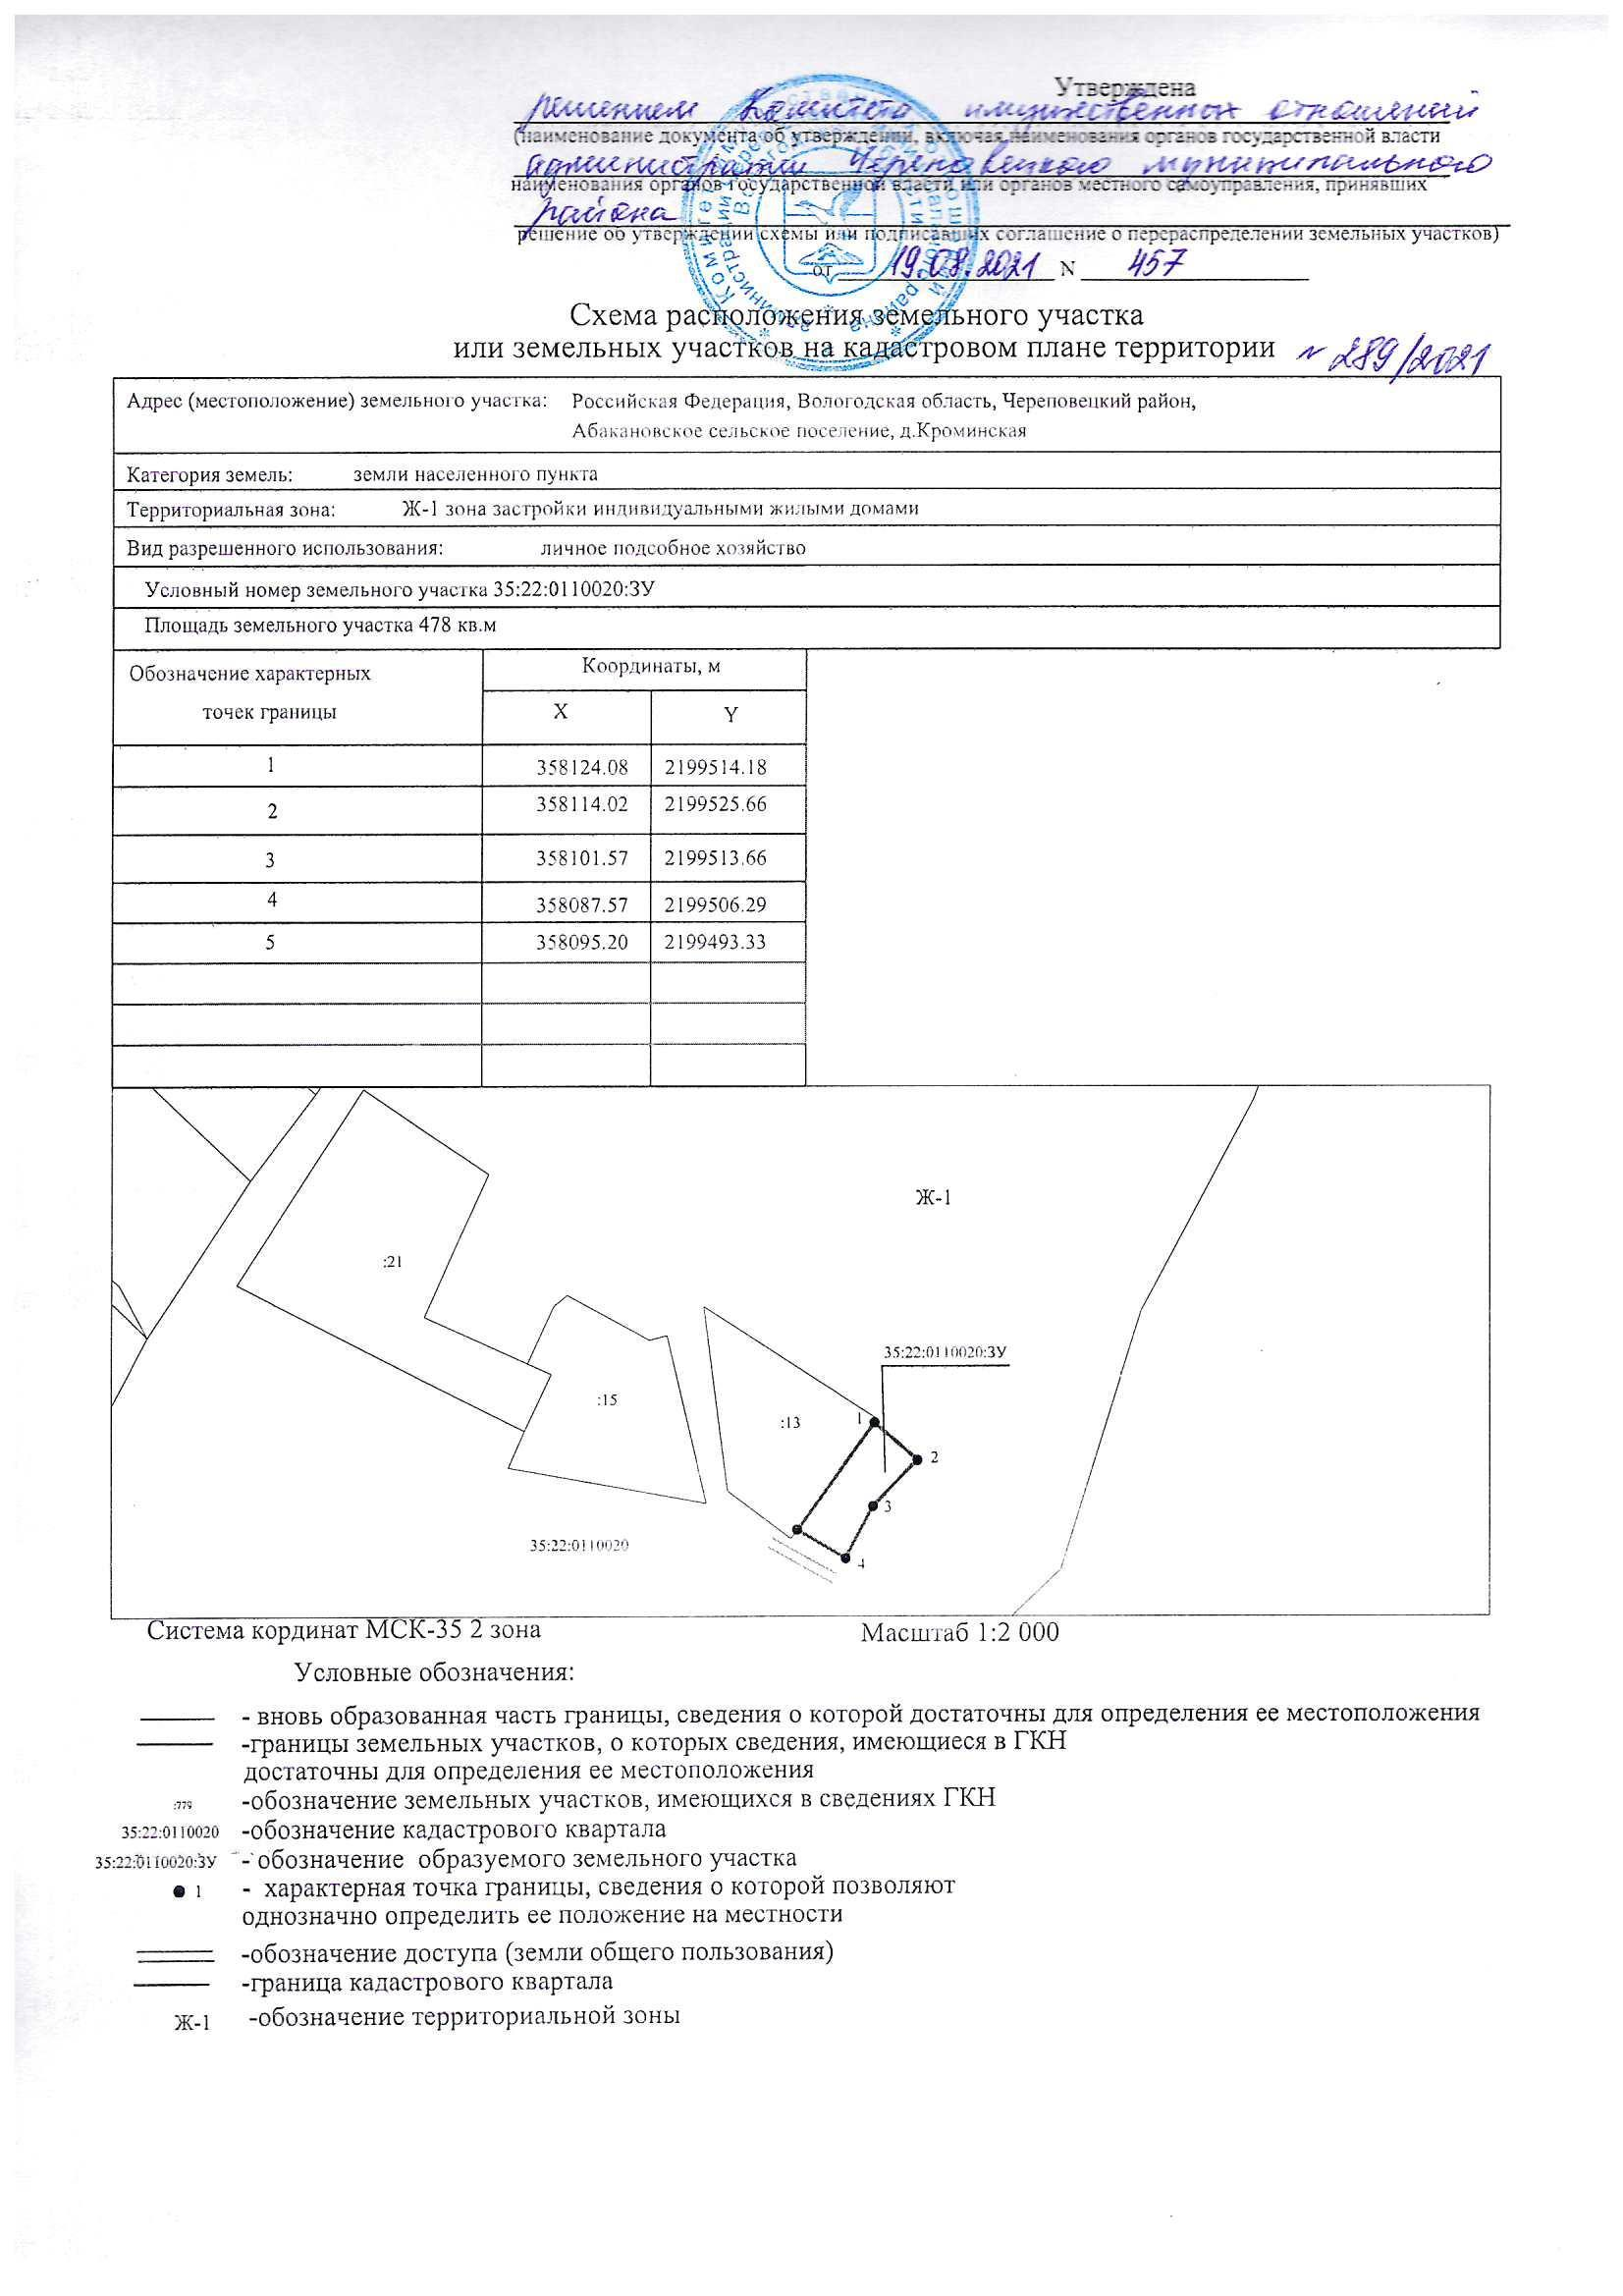 Утверждена
решением Комитета имущественных отношений
(наименование документа об утверждении, включая наименования органов государственной власти
администрации Череповецкого муниципального
наименования органов государственной власти или органов местного самоуправления, принявших
района
решение об утверждении схемы или подписавших соглашение о перераспределении земельных участков)
от 19.08.2021 N 457
Схема расположения земельного участка
или земельных участков на кадастровом плане территории № 289/2021
Адрес (местоположение) земельного участка: Российская Федерация, Вологодская область, Череповецкий район,
Абакановское сельское поселение, д.Кроминская
Категория земель: земли населенного пункта
Территориальная зона: Ж-1 зона застройки индивидуальными жилыми домами
Вид разрешенного использования: личное подсобное хозяйство
Условный номер земельного участка 35:22:0110020:ЗУ
Площадь земельного участка 478 кв.м
Обозначение характерных
точек границы
Координаты, м
X Y
1 358124.08 2199514.18
2 358114.02 2199525.66
3 358101.57 2199513.66
4 358087.57 2199506.29
5 358095.20 2199493.33
Ж-1
:21
35:22:0110020:ЗУ
:15
:13
1
2
3
4
35:22:0110020
Система кординат МСК-35 2 зона
Масштаб 1:2 000
Условные обозначения:
- вновь образованная часть границы, сведения о которой достаточны для определения ее местоположения
-границы земельных участков, о которых сведения, имеющиеся в ГКН
достаточны для определения ее местоположения
:779 -обозначение земельных участков, имеющихся в сведениях ГКН
35:22:0110020 -обозначение кадастрового квартала
35:22:0110020:ЗУ - обозначение образуемого земельного участка
1 - характерная точка границы, сведения о которой позволяют
однозначно определить ее положение на местности
-обозначение доступа (земли общего пользования)
-граница кадастрового квартала
Ж-1 -обозначение территориальной зоны